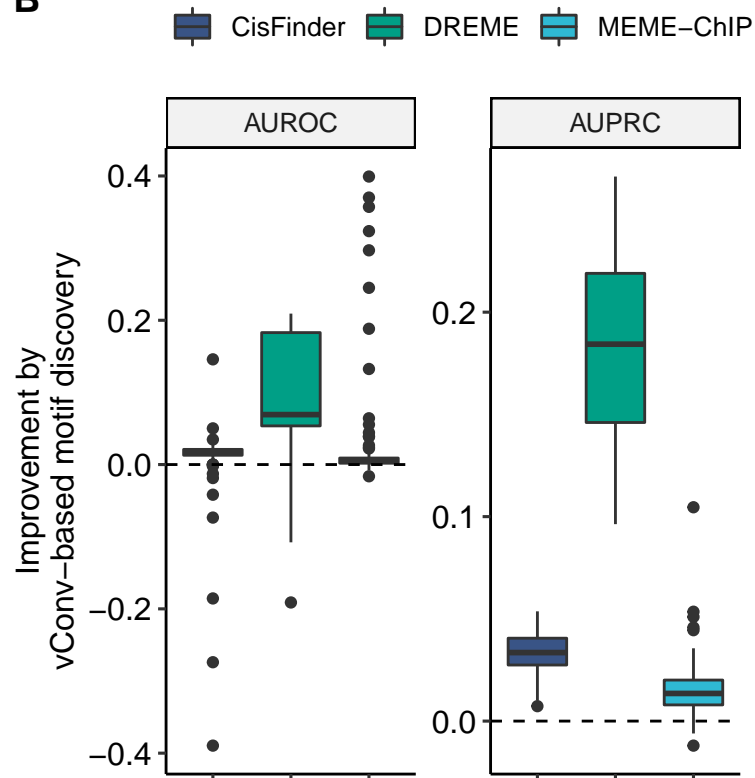 B
CisFinder DREME MEME−ChIP
AUROC AUPRC
Improvement by
vConv−based motif discovery
0.4
0.2
0.0
−0.2
−0.4
0.2
0.1
0.0